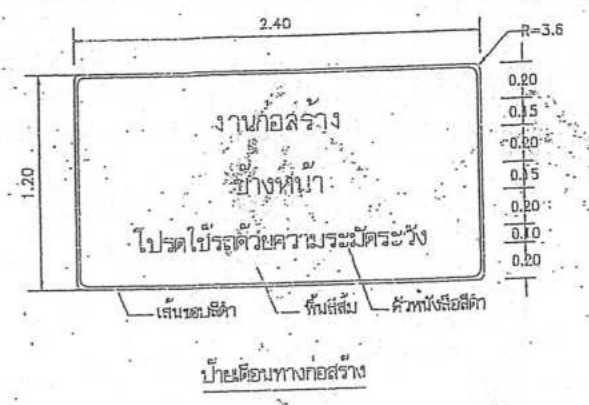 2.40
R=3.6
0.20
0.15
0.20
0.15
0.20
0.10
0.20
1.20
งานก่อสร้าง
ข้างหน้า
โปรดใช้รถด้วยความระมัดระวัง
เส้นขอบสีดำ
พื้นสีส้ม
ตัวหนังสือสีดำ
ป้ายเตือนทางก่อสร้าง